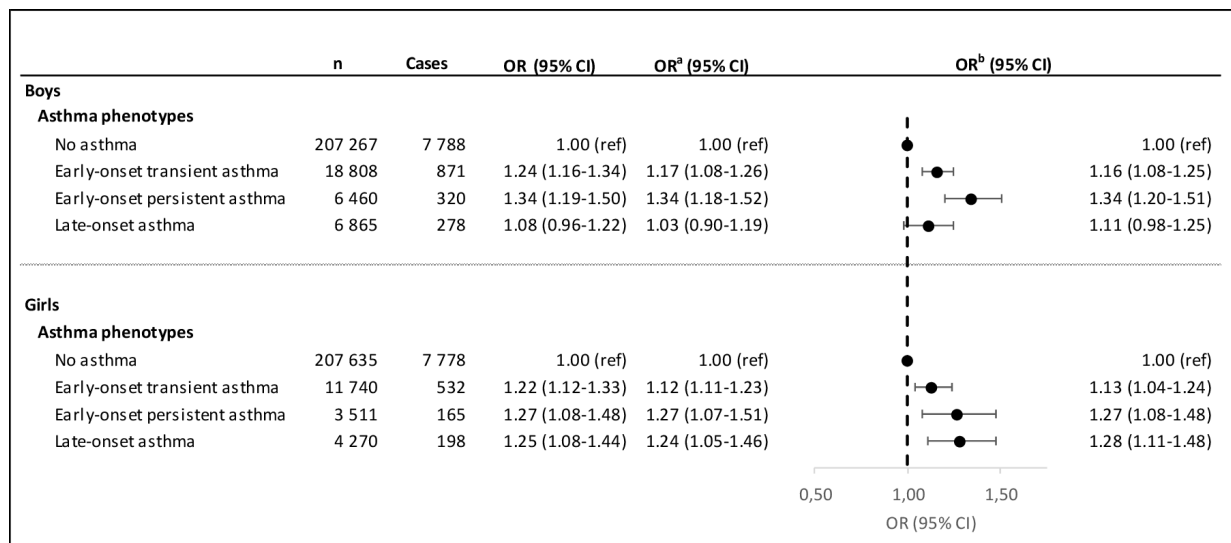 n Cases OR (95% CI) ORᵃ (95% CI) ORᵇ (95% CI)
Boys
Asthma phenotypes
No asthma 207 267 7 788 1.00 (ref) 1.00 (ref) 1.00 (ref)
Early-onset transient asthma 18 808 871 1.24 (1.16-1.34) 1.17 (1.08-1.26) 1.16 (1.08-1.25)
Early-onset persistent asthma 6 460 320 1.34 (1.19-1.50) 1.34 (1.18-1.52) 1.34 (1.20-1.51)
Late-onset asthma 6 865 278 1.08 (0.96-1.22) 1.03 (0.90-1.19) 1.11 (0.98-1.25)
Girls
Asthma phenotypes
No asthma 207 635 7 778 1.00 (ref) 1.00 (ref) 1.00 (ref)
Early-onset transient asthma 11 740 532 1.22 (1.12-1.33) 1.12 (1.11-1.23) 1.13 (1.04-1.24)
Early-onset persistent asthma 3 511 165 1.27 (1.08-1.48) 1.27 (1.07-1.51) 1.27 (1.08-1.48)
Late-onset asthma 4 270 198 1.25 (1.08-1.44) 1.24 (1.05-1.46) 1.28 (1.11-1.48)
0,50 1,00 1,50
OR (95% CI)